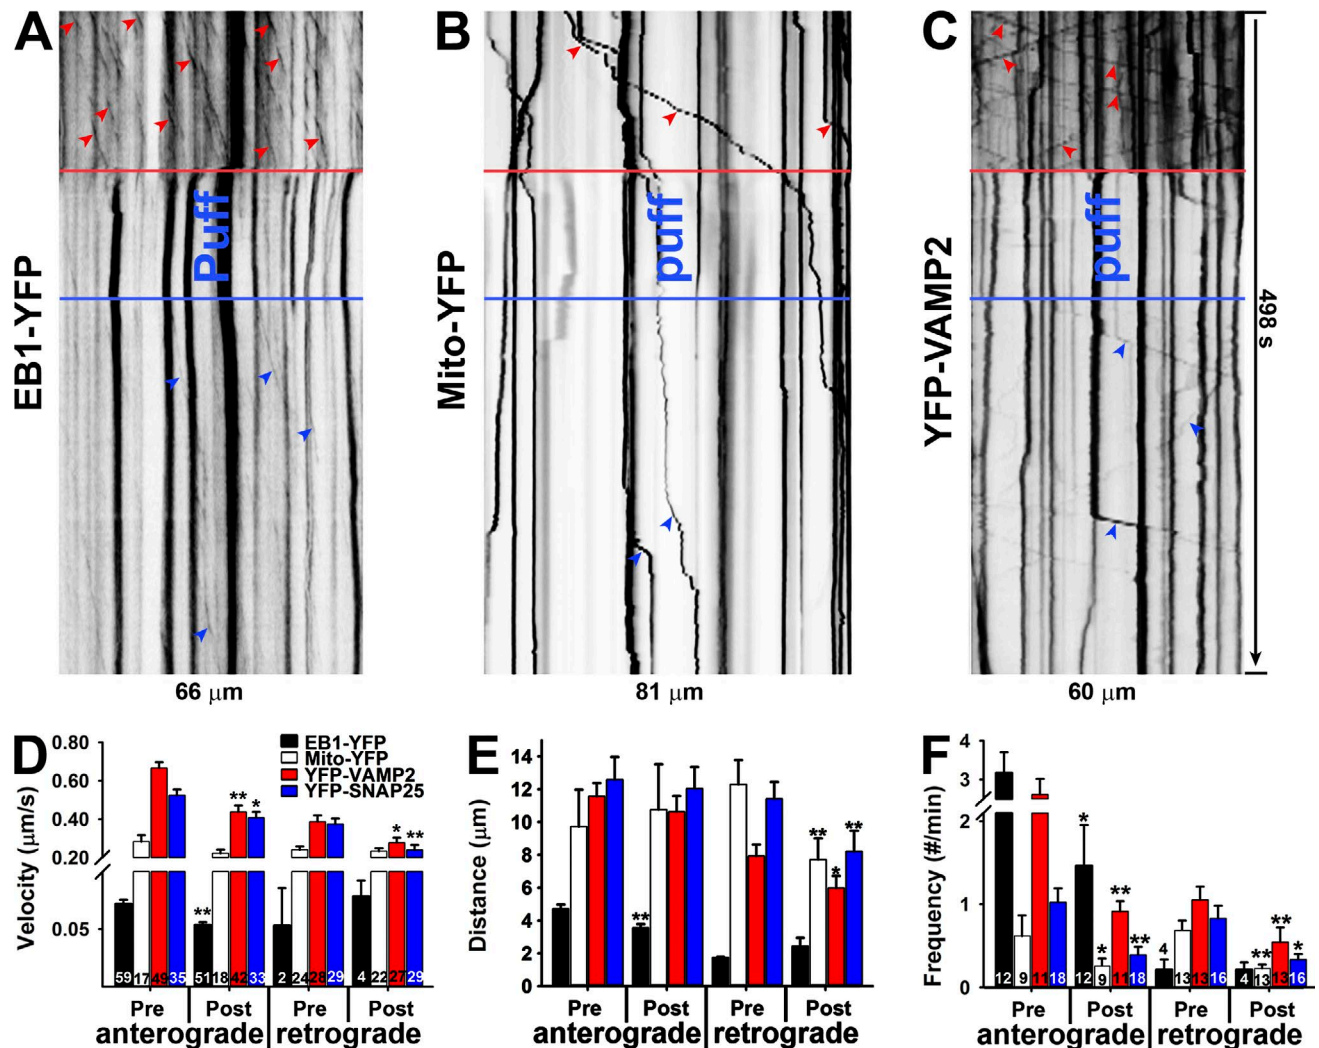 A
B
C
EB1-YFP
Puff
Mito-YFP
puff
YFP-VAMP2
puff
498 s
66 μm
81 μm
60 μm
D
EB1-YFP
Mito-YFP
YFP-VAMP2
YFP-SNAP25
Velocity (μm/s)
0.80
0.60
0.40
0.20
0.05
** *
* **
**
59 17 49 35 51 18 42 33 2 24 28 29 4 22 27 29
Pre Post Pre Post
anterograde retrograde
E
Distance (μm)
14
12
10
8
6
4
2
0
**
** * **
Pre Post Pre Post
anterograde retrograde
F
Frequency (#/min)
4
3
2
1
0
* * ** **
4
** ** *
12 9 11 18 12 9 11 18 13 13 16 4 13 13 16
Pre Post Pre Post
anterograde retrograde